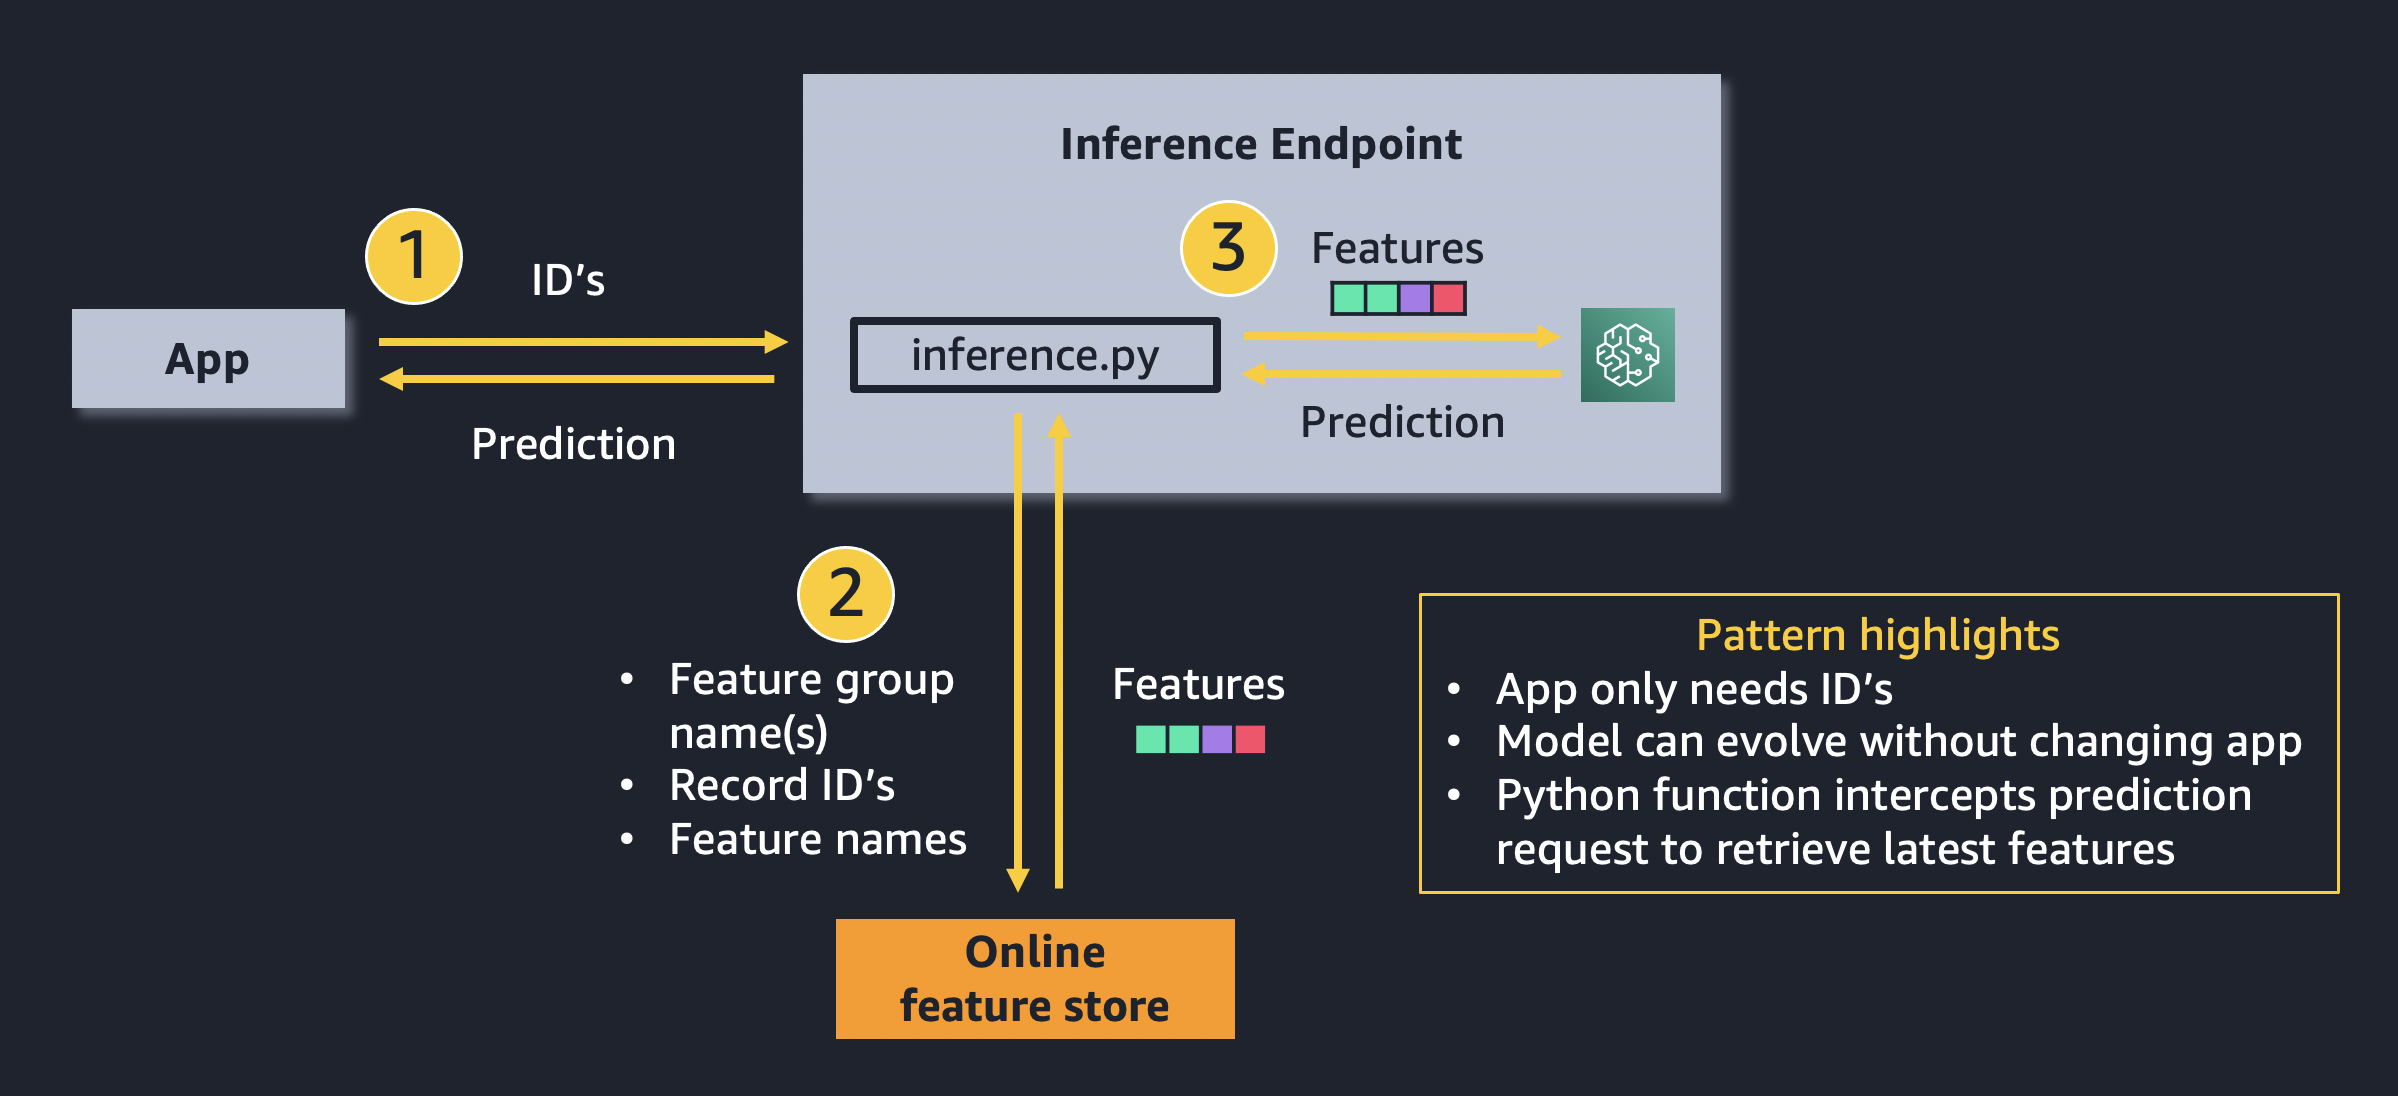 Inference Endpoint
1
ID's
3
Features
App
inference.py
Prediction
Prediction
2
• Feature group
name(s)
• Record ID's
• Feature names
Features
Pattern highlights
• App only needs ID's
• Model can evolve without changing app
• Python function intercepts prediction
request to retrieve latest features
Online
feature store